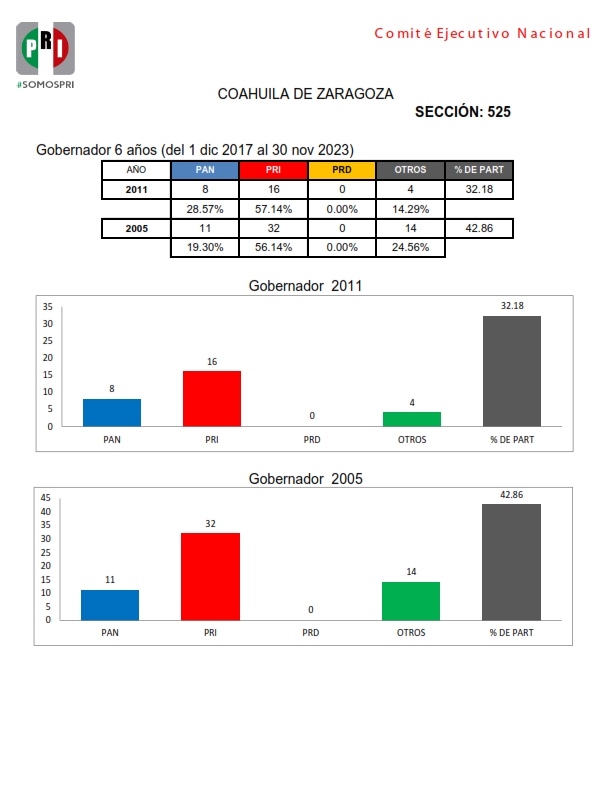 PRI
#SOMOSPRI
Comité Ejecutivo Nacional
COAHUILA DE ZARAGOZA
SECCIÓN: 525
Gobernador 6 años (del 1 dic 2017 al 30 nov 2023)
AÑO PAN PRI PRD OTROS % DE PART
2011 8 16 0 4 32.18
28.57% 57.14% 0.00% 14.29%
2005 11 32 0 14 42.86
19.30% 56.14% 0.00% 24.56%
Gobernador 2011
35
30
25
20
15
10
5
0
8
16
0
4
32.18
PAN PRI PRD OTROS % DE PART
Gobernador 2005
45
40
35
30
25
20
15
10
5
0
11
32
0
14
42.86
PAN PRI PRD OTROS % DE PART